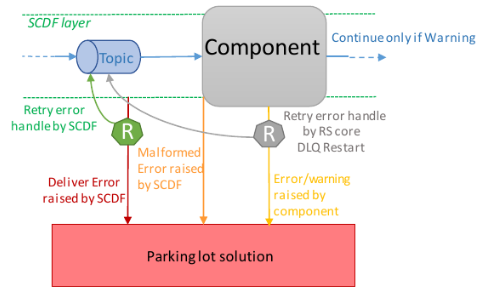 SCDF layer
Component
Continue only if Warning
Topic
Retry error
handle by SCDF
R
R
Retry error handle
by RS core
DLQ Restart
Malformed
Error raised
by SCDF
Deliver Error
raised by SCDF
Error/warning
raised by
component
Parking lot solution